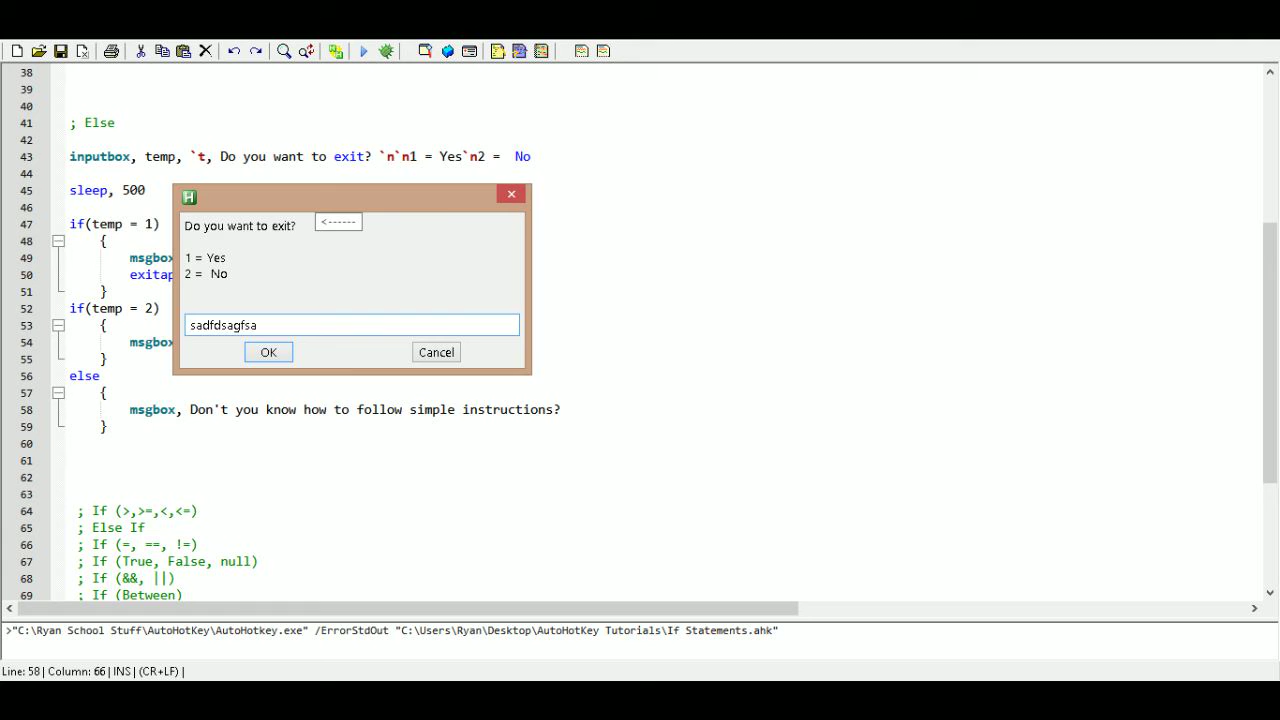 38
39
40
41 ; Else
42
43 inputbox, temp, `t, Do you want to exit? `n`n1 = Yes`n2 =  No
44
45 sleep, 500
46
47 if(temp = 1)
48 {
49 msgbox
50 exitap
51 }
52 if(temp = 2)
53 {
54 msgbox
55 }
56 else
57 {
58 msgbox, Don't you know how to follow simple instructions?
59 }
60
61
62
63
64 ; If (>,>=,<,<=)
65 ; Else If
66 ; If (=, ==, !=)
67 ; If (True, False, null)
68 ; If (&&, ||)
69 ; If (Between)
H
Do you want to exit?
<------
1 = Yes
2 =  No
sadfdsagfsa
OK Cancel
>"C:\Ryan School Stuff\AutoHotKey\AutoHotkey.exe" /ErrorStdOut "C:\Users\Ryan\Desktop\AutoHotKey Tutorials\If Statements.ahk"
Line: 58 | Column: 66 | INS | (CR+LF) |